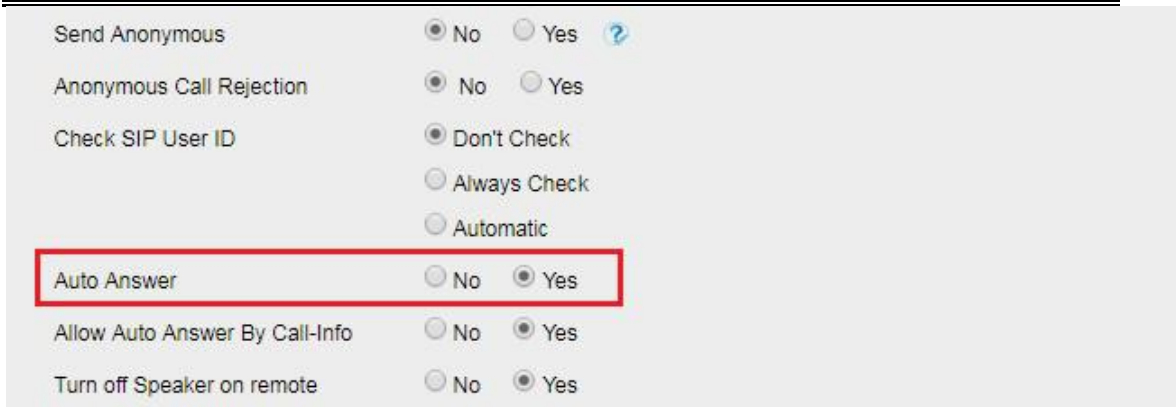 Send Anonymous No Yes ?
Anonymous Call Rejection No Yes
Check SIP User ID Don't Check
Always Check
Automatic
Auto Answer No Yes
Allow Auto Answer By Call-Info No Yes
Turn off Speaker on remote No Yes